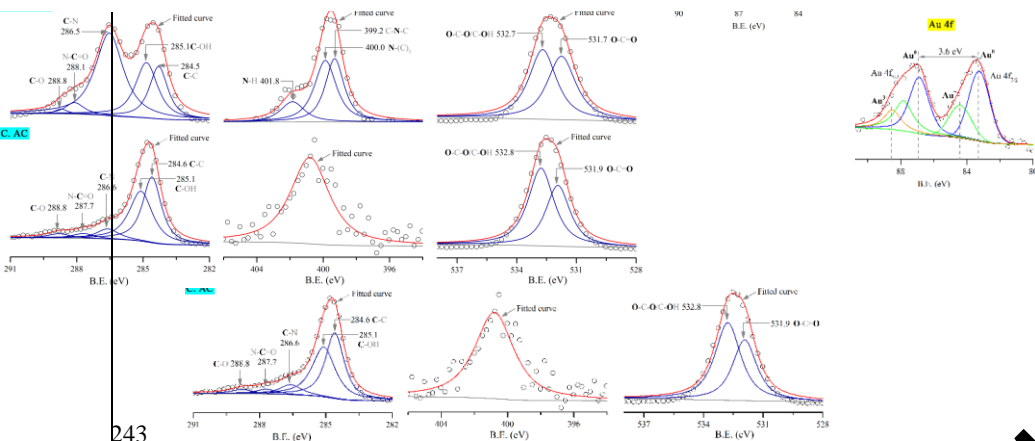 90 87 84
B.E. (eV)
C-N
286.5
N-C=O
288.1
C-O 288.8
Fitted curve
285.1C-OH
284.5
C-C
Fitted curve
399.2 C-N-C
400.0 N-(C)3
N-H 401.8
Fitted curve
O-C-O/C-OH 532.7
531.7 O-C=O
Au 4f
3.6 eV
Au 4f5/2
Au 4f7/2
88 84 80
B.E. (eV)
C. AC
C-N
286.6
N-C=O
287.7
C-O 288.8
Fitted curve
284.6 C-C
285.1
C-OH
Fitted curve
Fitted curve
O-C-O/C-OH 532.8
531.9 O-C=O
291 288 285 282
B.E. (eV)
404 400 396
B.E. (eV)
537 534 531 528
B.E. (eV)
C. AC
C-N
286.6
N-C=O
287.7
C-O 288.8
Fitted curve
284.6 C-C
285.1
C-OH
Fitted curve
Fitted curve
O-C-O/C-OH 532.8
531.9 O-C=O
291 288 285 282
B.E. (eV)
404 400 396
B.E. (eV)
537 534 531 528
B.E. (eV)
243